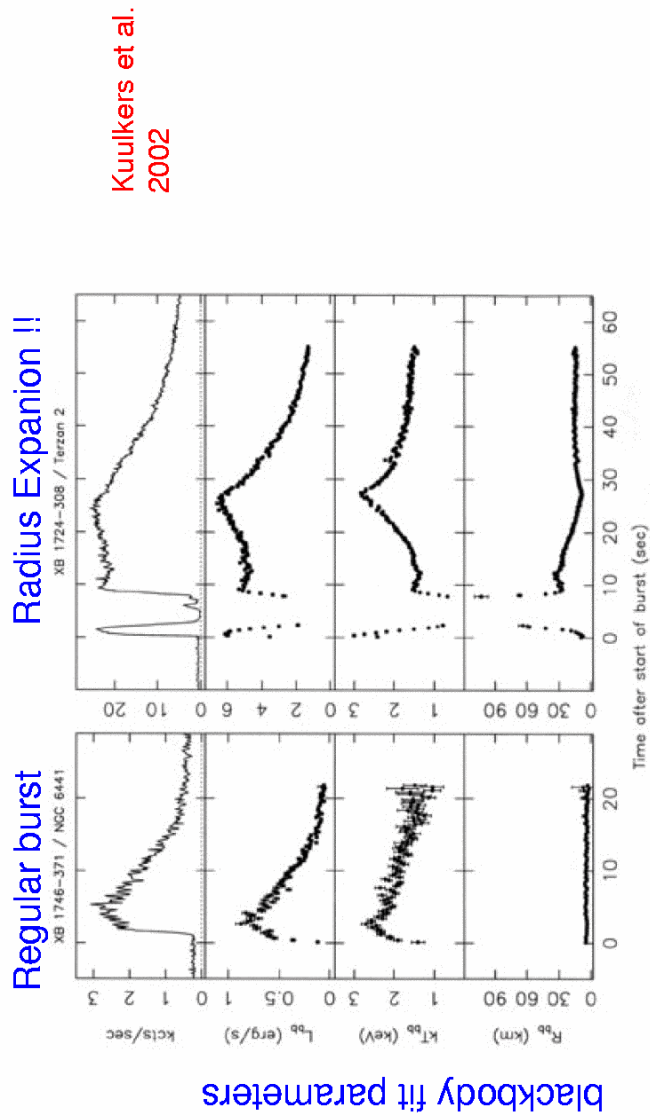 Regular burst
Radius Expanion !!
XB 1746-371 / NGC 6441
XB 1724-308 / Terzan 2
Kuulkers et al.
2002
blackbody fit parameters
kcts/sec
0 1 2 3
0 10 20
L_bb (erg/s)
0 0.5 1
0 2 4 6
kT_bb (keV)
1 2 3
1 2 3
R_bb (km)
0 30 60 90
0 30 60 90
0 10 20
0 10 20 30 40 50 60
Time after start of burst (sec)